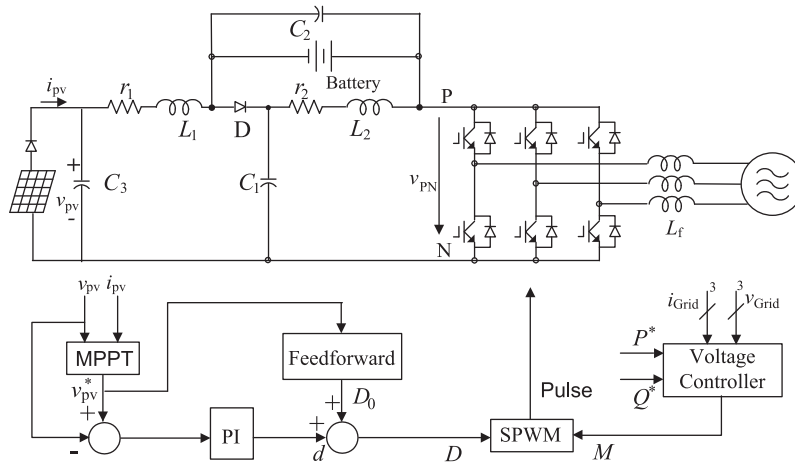 C2
Battery
ipv
r1
L1
D
r2
L2
P
C1
C3
+
vpv
-
vPN
N
Lf
vpv ipv
MPPT
v*pv
+
-
PI
Feedforward
D0
+
+
d
D
SPWM
Pulse
M
3
3
iGrid
vGrid
P*
Q*
Voltage
Controller